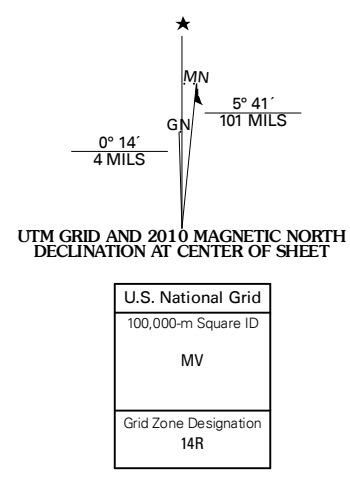 ★
MN
GN
5° 41´
101 MILS
0° 14´
4 MILS
UTM GRID AND 2010 MAGNETIC NORTH
DECLINATION AT CENTER OF SHEET
U.S. National Grid
100,000-m Square ID
MV
Grid Zone Designation
14R